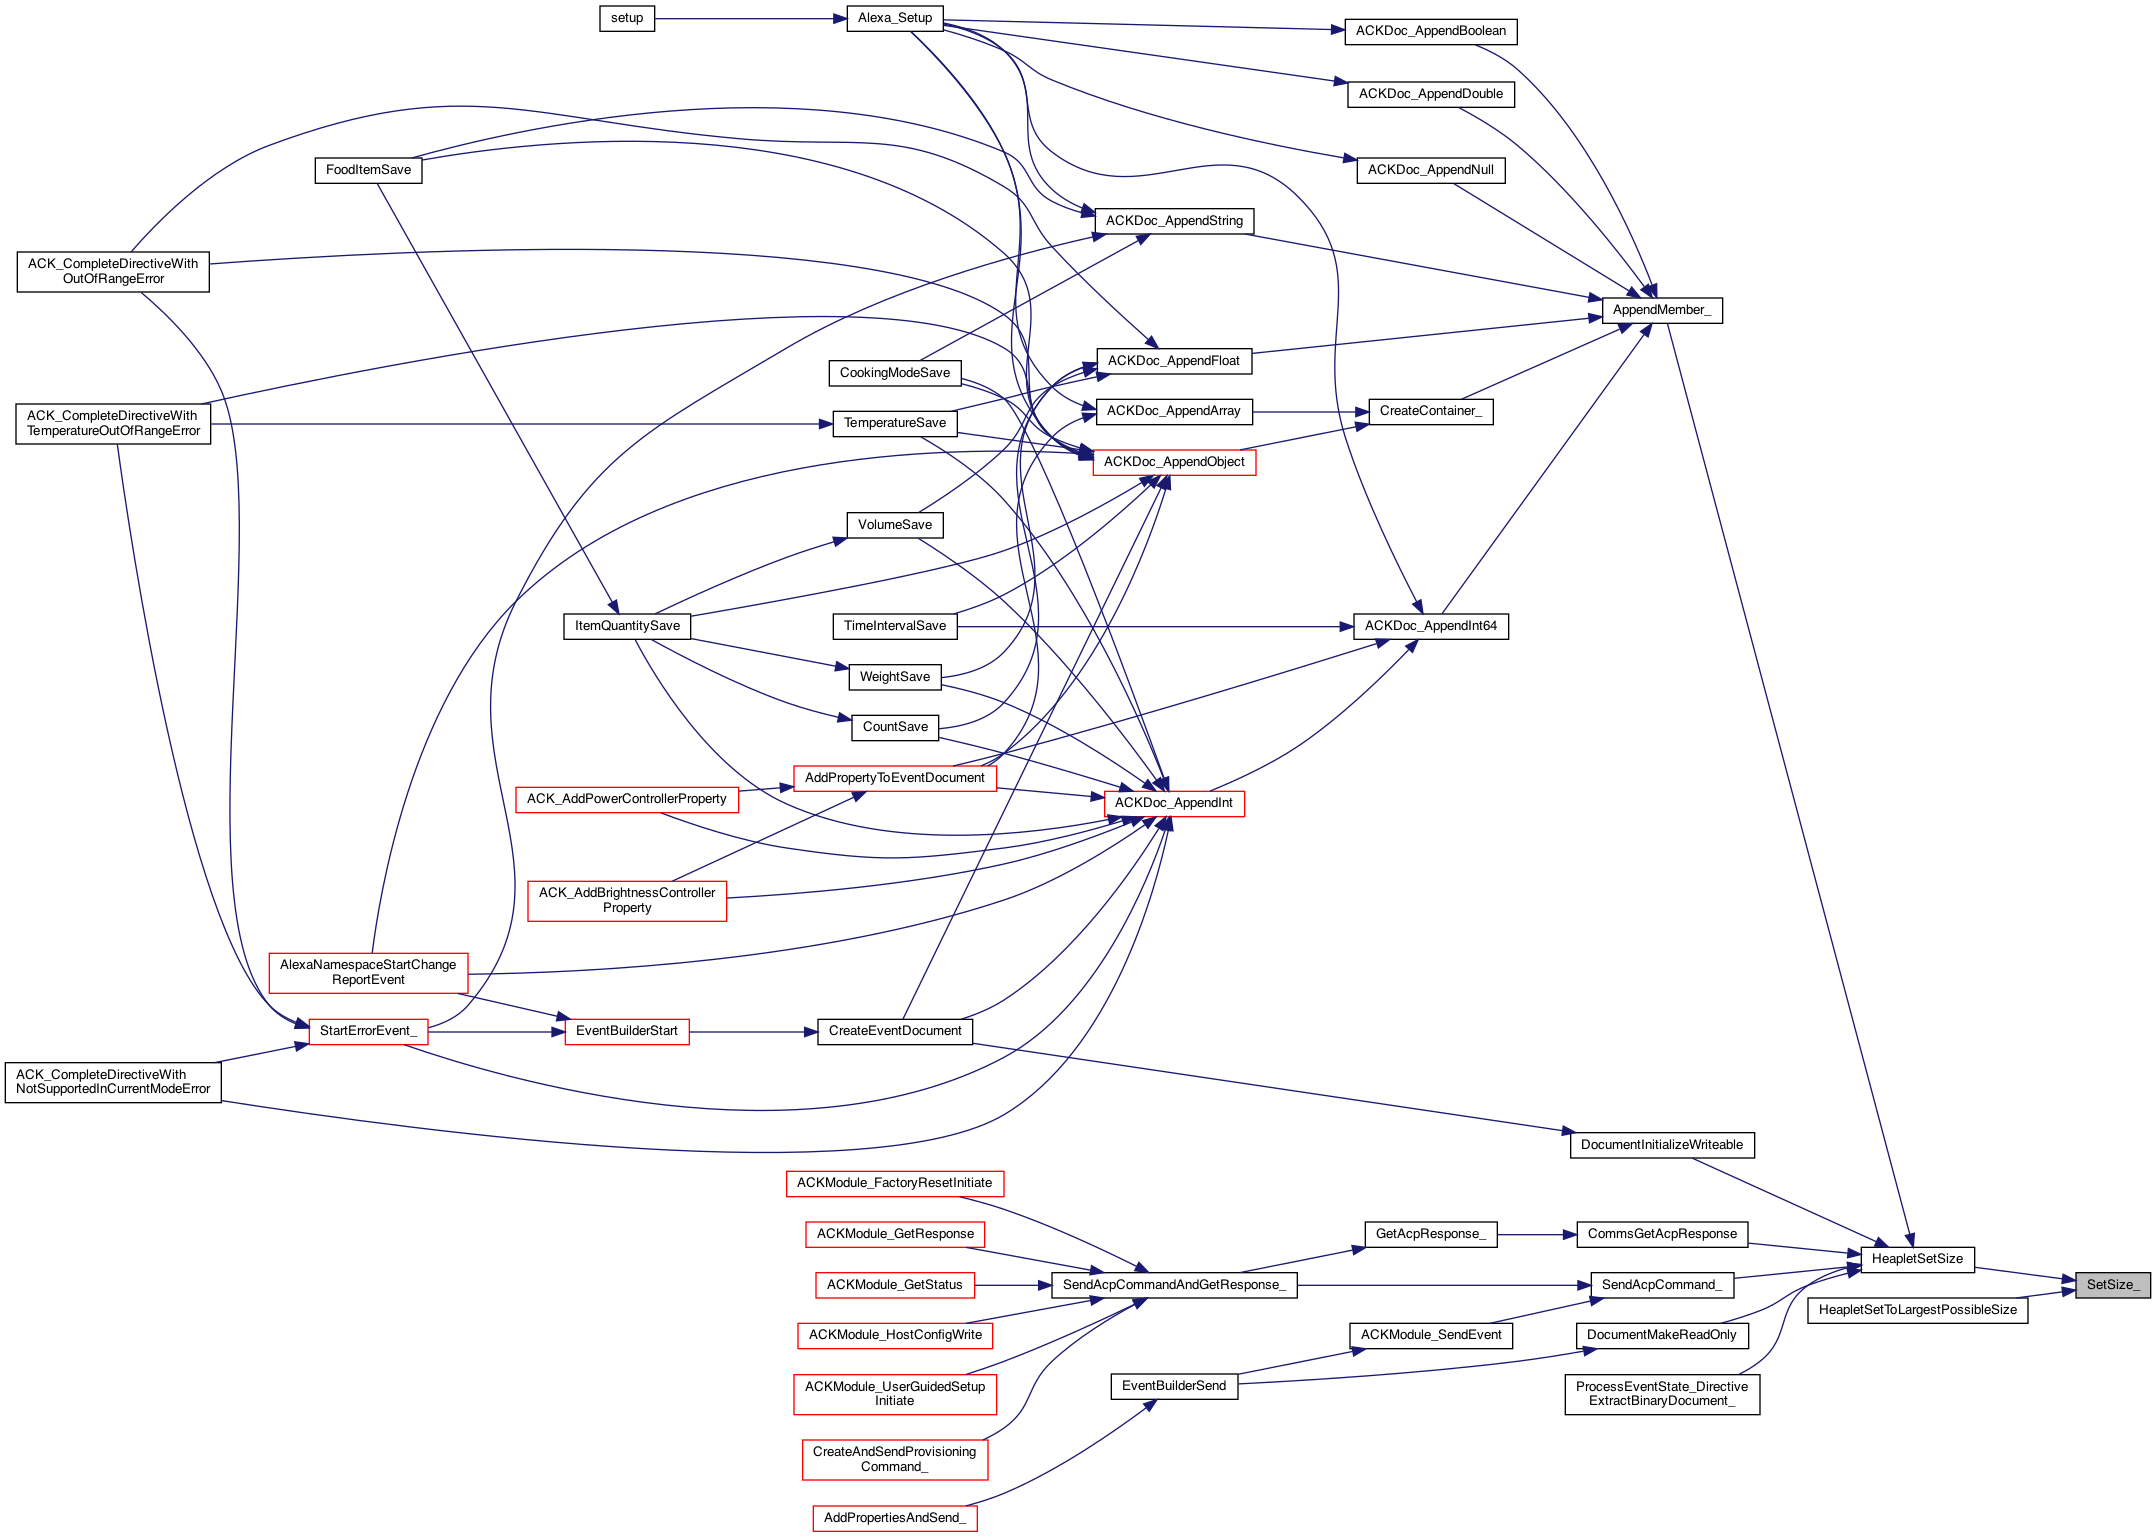 setup
Alexa_Setup
ACKDoc_AppendBoolean
ACKDoc_AppendDouble
FoodItemSave
ACKDoc_AppendNull
ACKDoc_AppendString
ACK_CompleteDirectiveWith
OutOfRangeError
AppendMember_
CookingModeSave
ACKDoc_AppendFloat
ACK_CompleteDirectiveWith
TemperatureOutOfRangeError
TemperatureSave
ACKDoc_AppendArray
CreateContainer_
ACKDoc_AppendObject
VolumeSave
ItemQuantitySave
TimeIntervalSave
ACKDoc_AppendInt64
WeightSave
CountSave
AddPropertyToEventDocument
ACK_AddPowerControllerProperty
ACKDoc_AppendInt
ACK_AddBrightnessController
Property
AlexaNamespaceStartChange
ReportEvent
StartErrorEvent_
EventBuilderStart
CreateEventDocument
ACK_CompleteDirectiveWith
NotSupportedInCurrentModeError
DocumentInitializeWriteable
ACKModule_FactoryResetInitiate
ACKModule_GetResponse
GetAcpResponse_
CommsGetAcpResponse
HeapletSetSize
ACKModule_GetStatus
SendAcpCommandAndGetResponse_
SendAcpCommand_
SetSize_
HeapletSetToLargestPossibleSize
ACKModule_HostConfigWrite
ACKModule_SendEvent
DocumentMakeReadOnly
ACKModule_UserGuidedSetup
Initiate
EventBuilderSend
ProcessEventState_Directive
ExtractBinaryDocument_
CreateAndSendProvisioning
Command_
AddPropertiesAndSend_